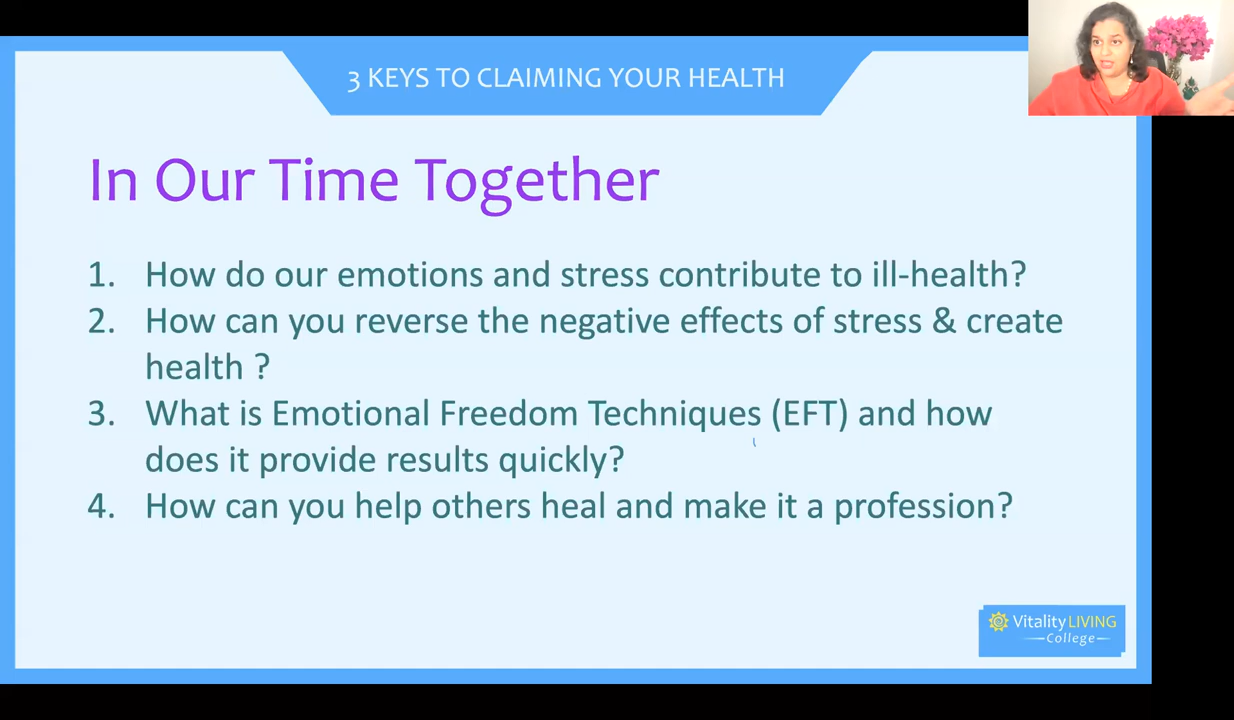 3 KEYS TO CLAIMING YOUR HEALTH
In Our Time Together
1. How do our emotions and stress contribute to ill-health?
2. How can you reverse the negative effects of stress & create
health ?
3. What is Emotional Freedom Techniques (EFT) and how
does it provide results quickly?
4. How can you help others heal and make it a profession?
Vitality LIVING
College